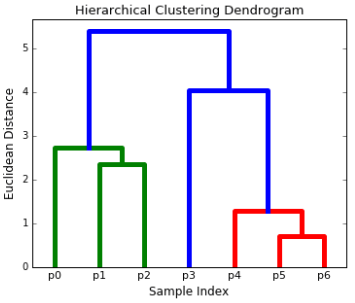 Hierarchical Clustering Dendrogram
Euclidean Distance
5
4
3
2
1
0
p0 p1 p2 p3 p4 p5 p6
Sample Index